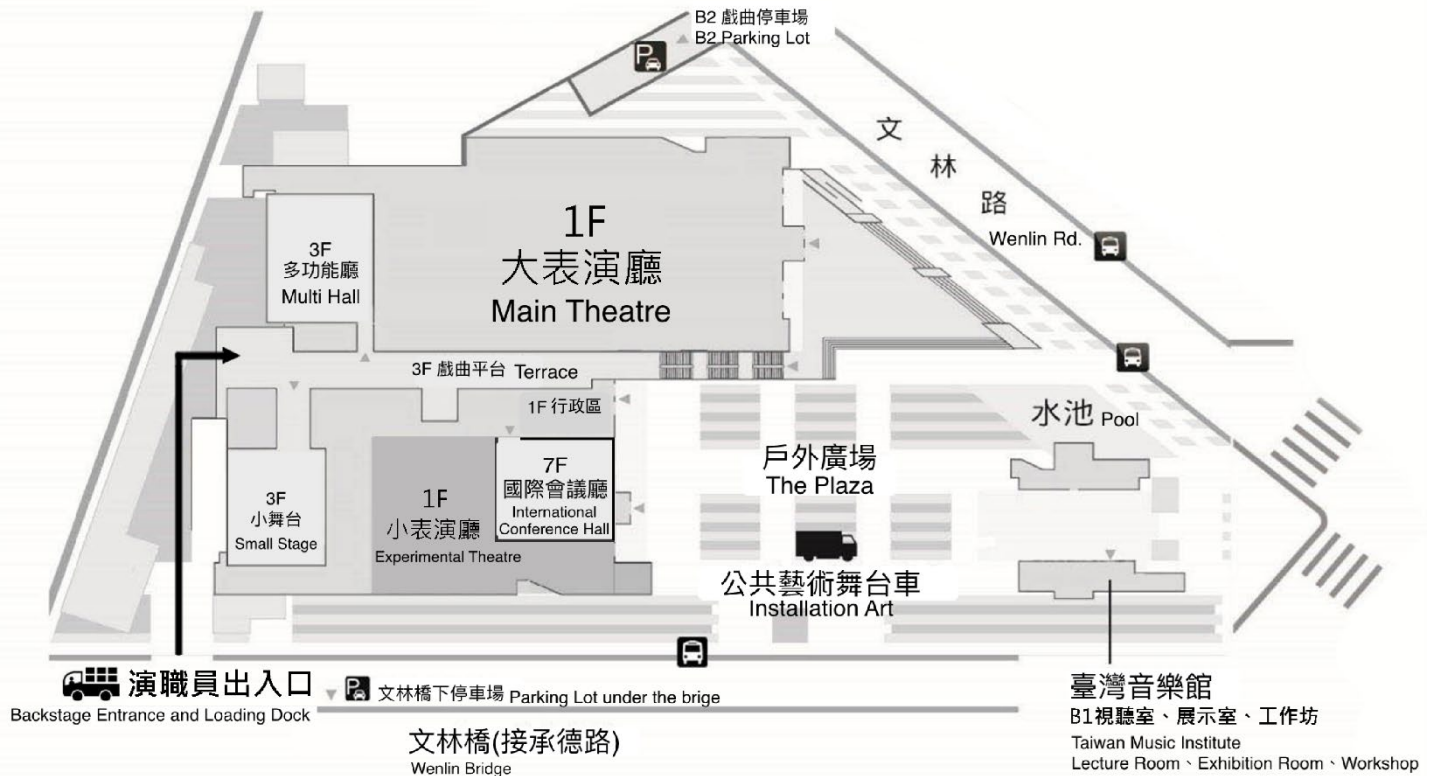 B2 戲曲停車場
B2 Parking Lot
P
文
林
路
Wenlin Rd.
1F
大表演廳
Main Theatre
3F
多功能廳
Multi Hall
3F 戲曲平台 Terrace
1F 行政區
水池 Pool
戶外廣場
The Plaza
7F
國際會議廳
International
Conference Hall
1F
小表演廳
Experimental Theatre
3F
小舞台
Small Stage
公共藝術舞台車
Installation Art
演職員出入口
Backstage Entrance and Loading Dock
P
文林橋下停車場 Parking Lot under the brige
文林橋(接承德路)
Wenlin Bridge
臺灣音樂館
B1視聽室、展示室、工作坊
Taiwan Music Institute
Lecture Room、Exhibition Room、Workshop